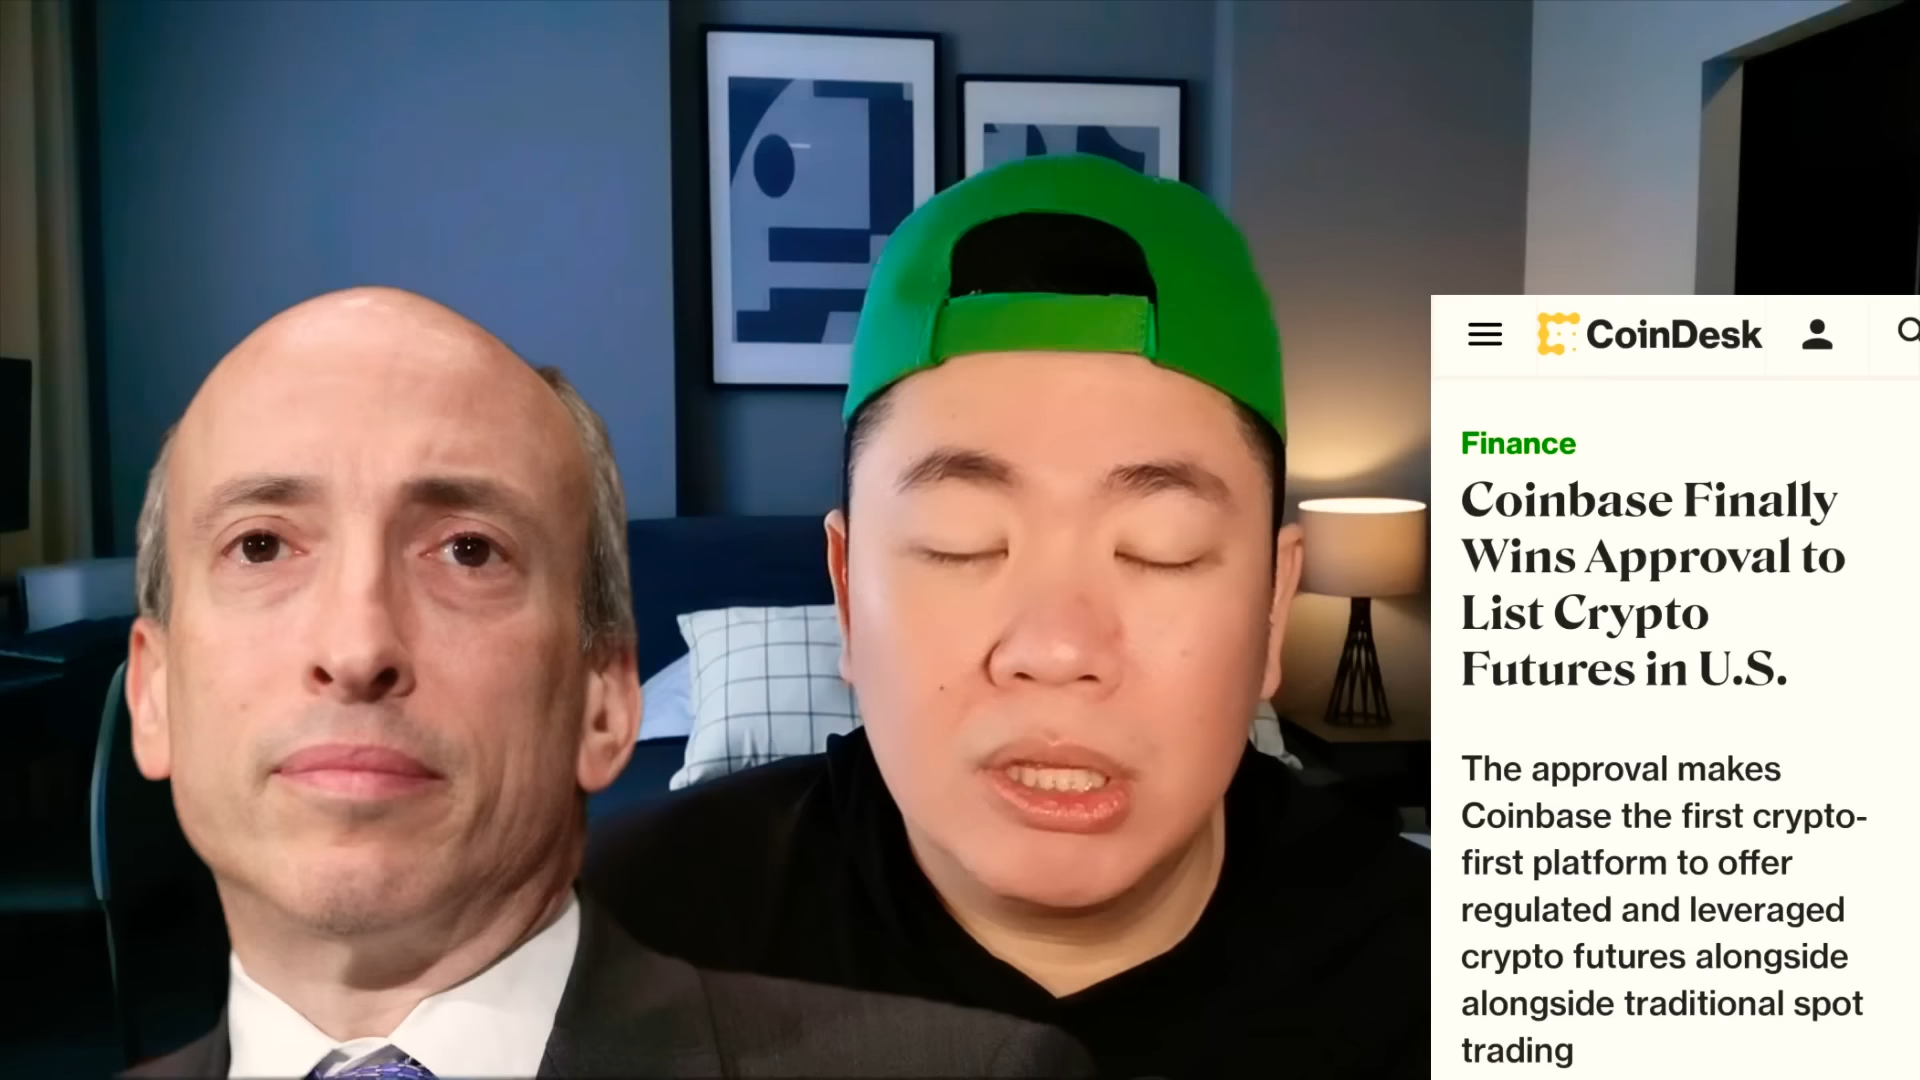 CoinDesk
Finance
Coinbase Finally
Wins Approval to
List Crypto
Futures in U.S.
The approval makes
Coinbase the first crypto-
first platform to offer
regulated and leveraged
crypto futures alongside
alongside traditional spot
trading